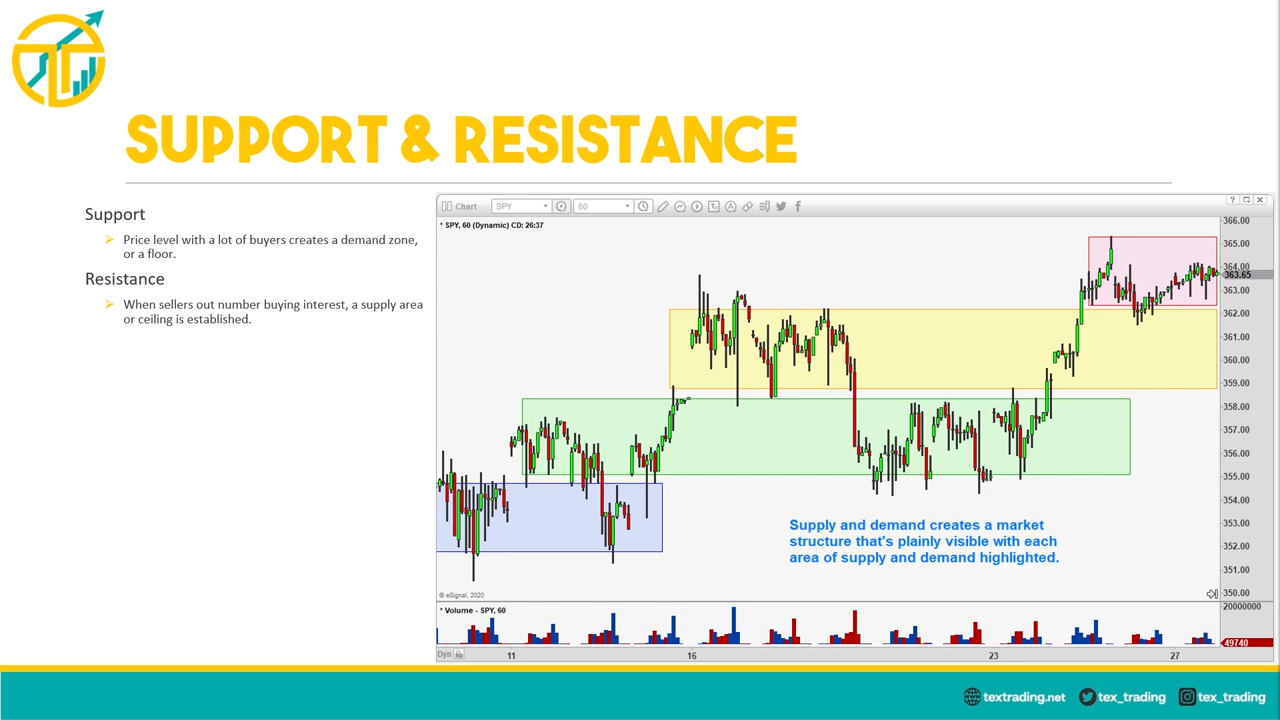 SUPPORT & RESISTANCE
Support
Price level with a lot of buyers creates a demand zone,
or a floor.
Resistance
When sellers out number buying interest, a supply area
or ceiling is established.
Chart
SPY
60
* SPY, 60 (Dynamic) CD: 26:37
366.00
365.00
364.00
363.65
363.00
362.00
361.00
360.00
359.00
358.00
357.00
356.00
355.00
354.00
353.00
352.00
351.00
350.00
Supply and demand creates a market
structure that's plainly visible with each
area of supply and demand highlighted.
© eSignal, 2020
* Volume - SPY, 60
20000000
49740
Dyn
11
16
23
27
textrading.net
tex_trading
tex_trading